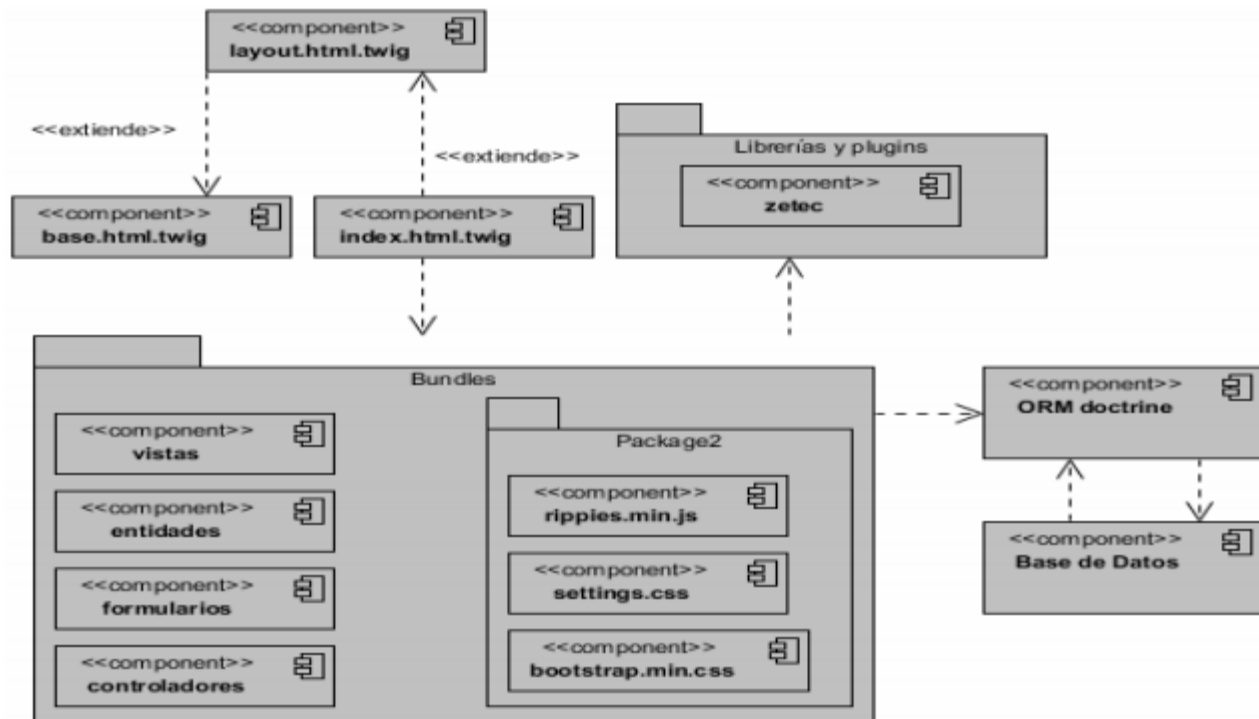 <<component>>
layout.html.twig
<<extiende>>
<<extiende>>
<<component>>
base.html.twig
<<component>>
index.html.twig
Librerías y plugins
<<component>>
zetec
Bundles
<<component>>
vistas
<<component>>
entidades
<<component>>
formularios
<<component>>
controladores
Package2
<<component>>
rippies.min.js
<<component>>
settings.css
<<component>>
bootstrap.min.css
<<component>>
ORM doctrine
<<component>>
Base de Datos